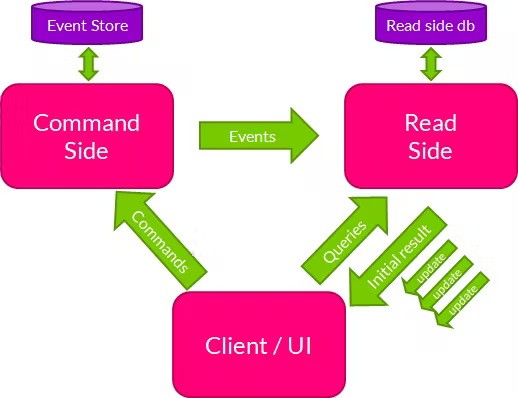 Event Store
Read side db
Command
Side
Events
Read
Side
Commands
Queries
Initial result
update
update
update
Client / UI